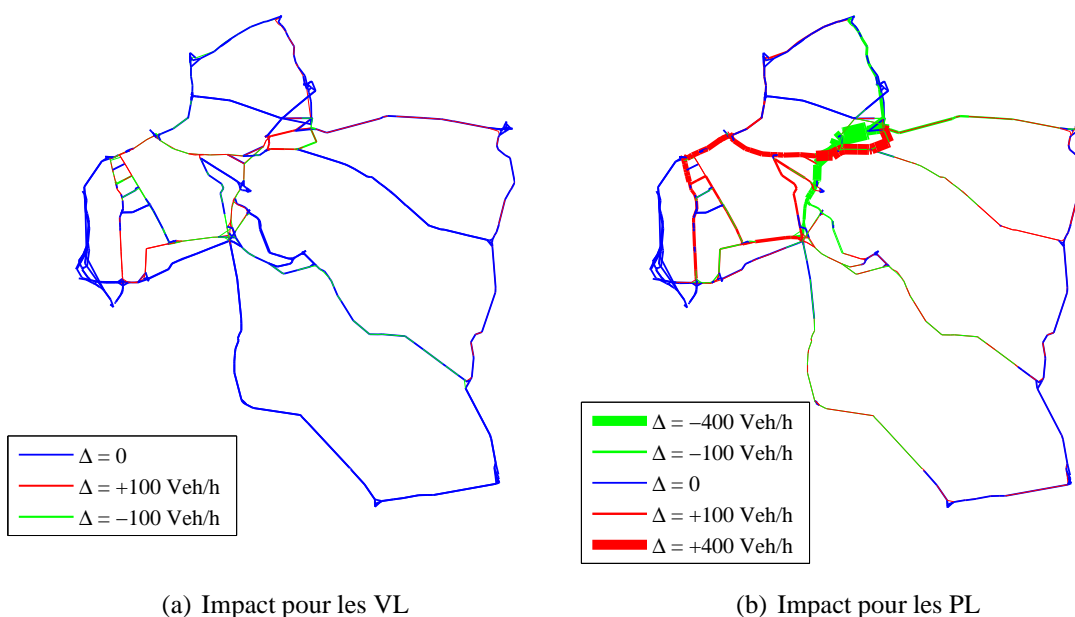 Δ = 0
Δ = +100 Veh/h
Δ = −100 Veh/h
Δ = −400 Veh/h
Δ = −100 Veh/h
Δ = 0
Δ = +100 Veh/h
Δ = +400 Veh/h
(a) Impact pour les VL
(b) Impact pour les PL